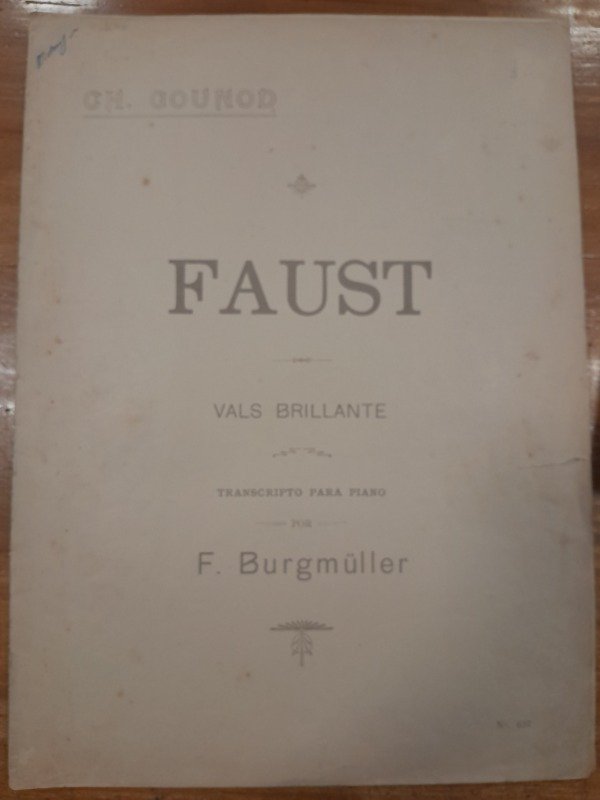 CH. GOUNOD
FAUST
VALS BRILLANTE
TRANSCRIPTO PARA PIANO
POR
F. Burgmüller